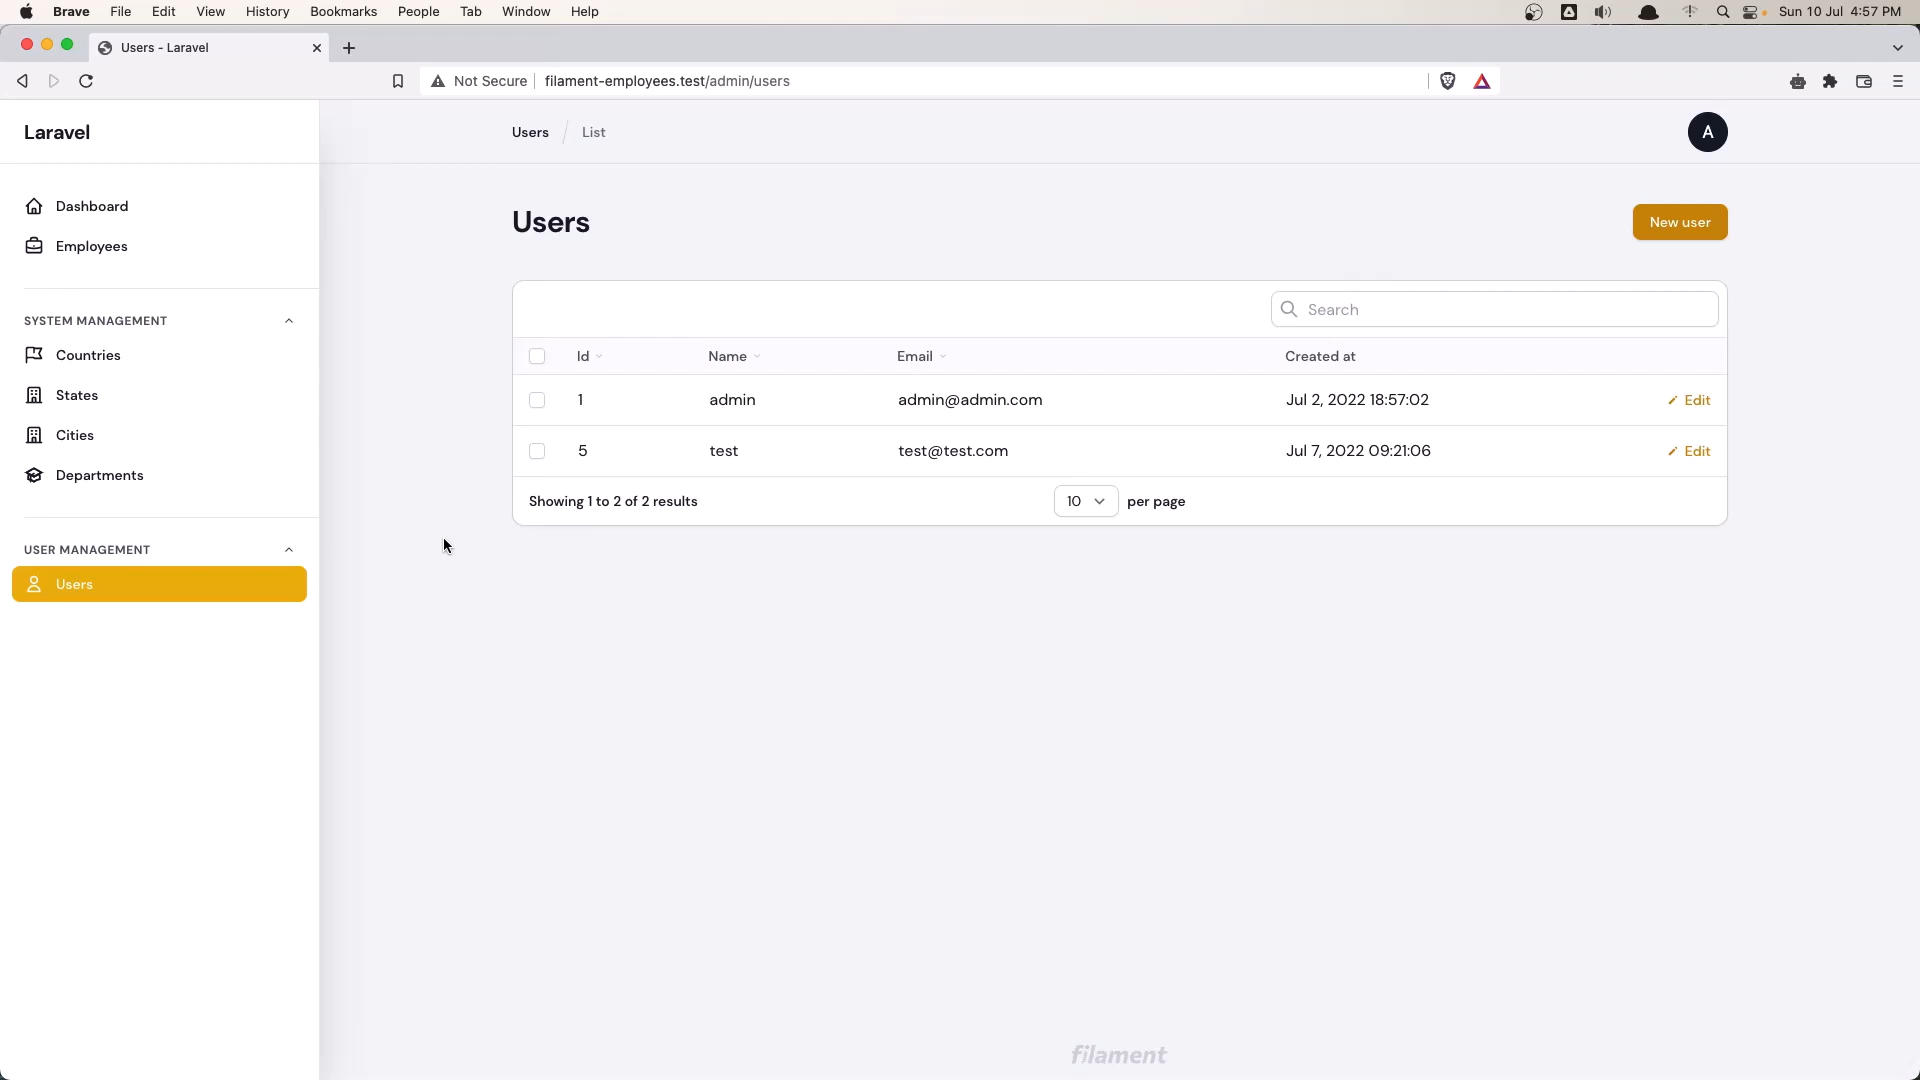 Brave File Edit View History Bookmarks People Tab Window Help Sun 10 Jul 4:57 PM
Users - Laravel
Not Secure filament-employees.test/admin/users
Laravel
Users / List
A
Dashboard
Employees
SYSTEM MANAGEMENT
Countries
States
Cities
Departments
USER MANAGEMENT
Users
Users
New user
Search
Id Name Email Created at
1 admin admin@admin.com Jul 2, 2022 18:57:02 Edit
5 test test@test.com Jul 7, 2022 09:21:06 Edit
Showing 1 to 2 of 2 results 10 per page
filament